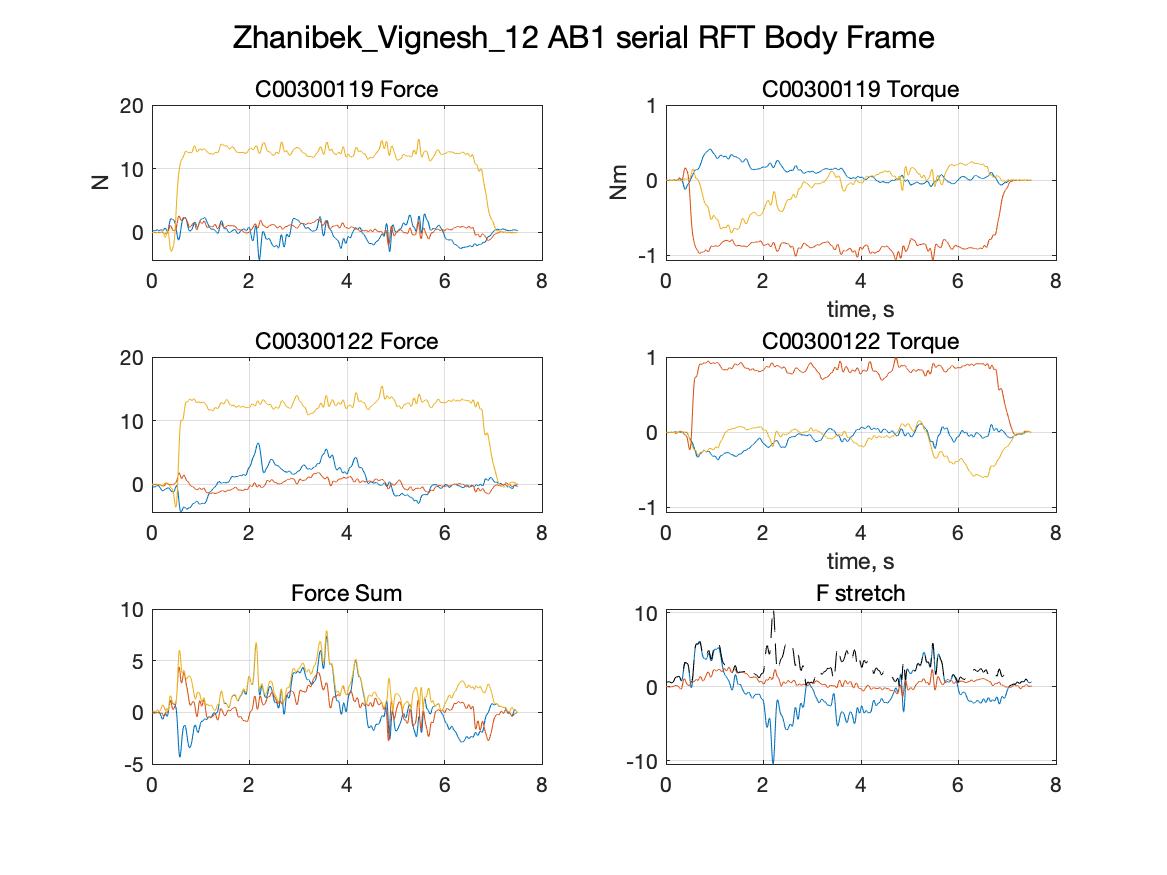 Zhanibek_Vignesh_12 AB1 serial RFT Body Frame
C00300119 Force
C00300119 Torque
20
10
0
N
0 2 4 6 8
1
0
-1
Nm
0 2 4 6 8
time, s
C00300122 Force
C00300122 Torque
20
10
0
0 2 4 6 8
1
0
-1
0 2 4 6 8
time, s
Force Sum
F stretch
10
5
0
-5
0 2 4 6 8
10
0
-10
0 2 4 6 8